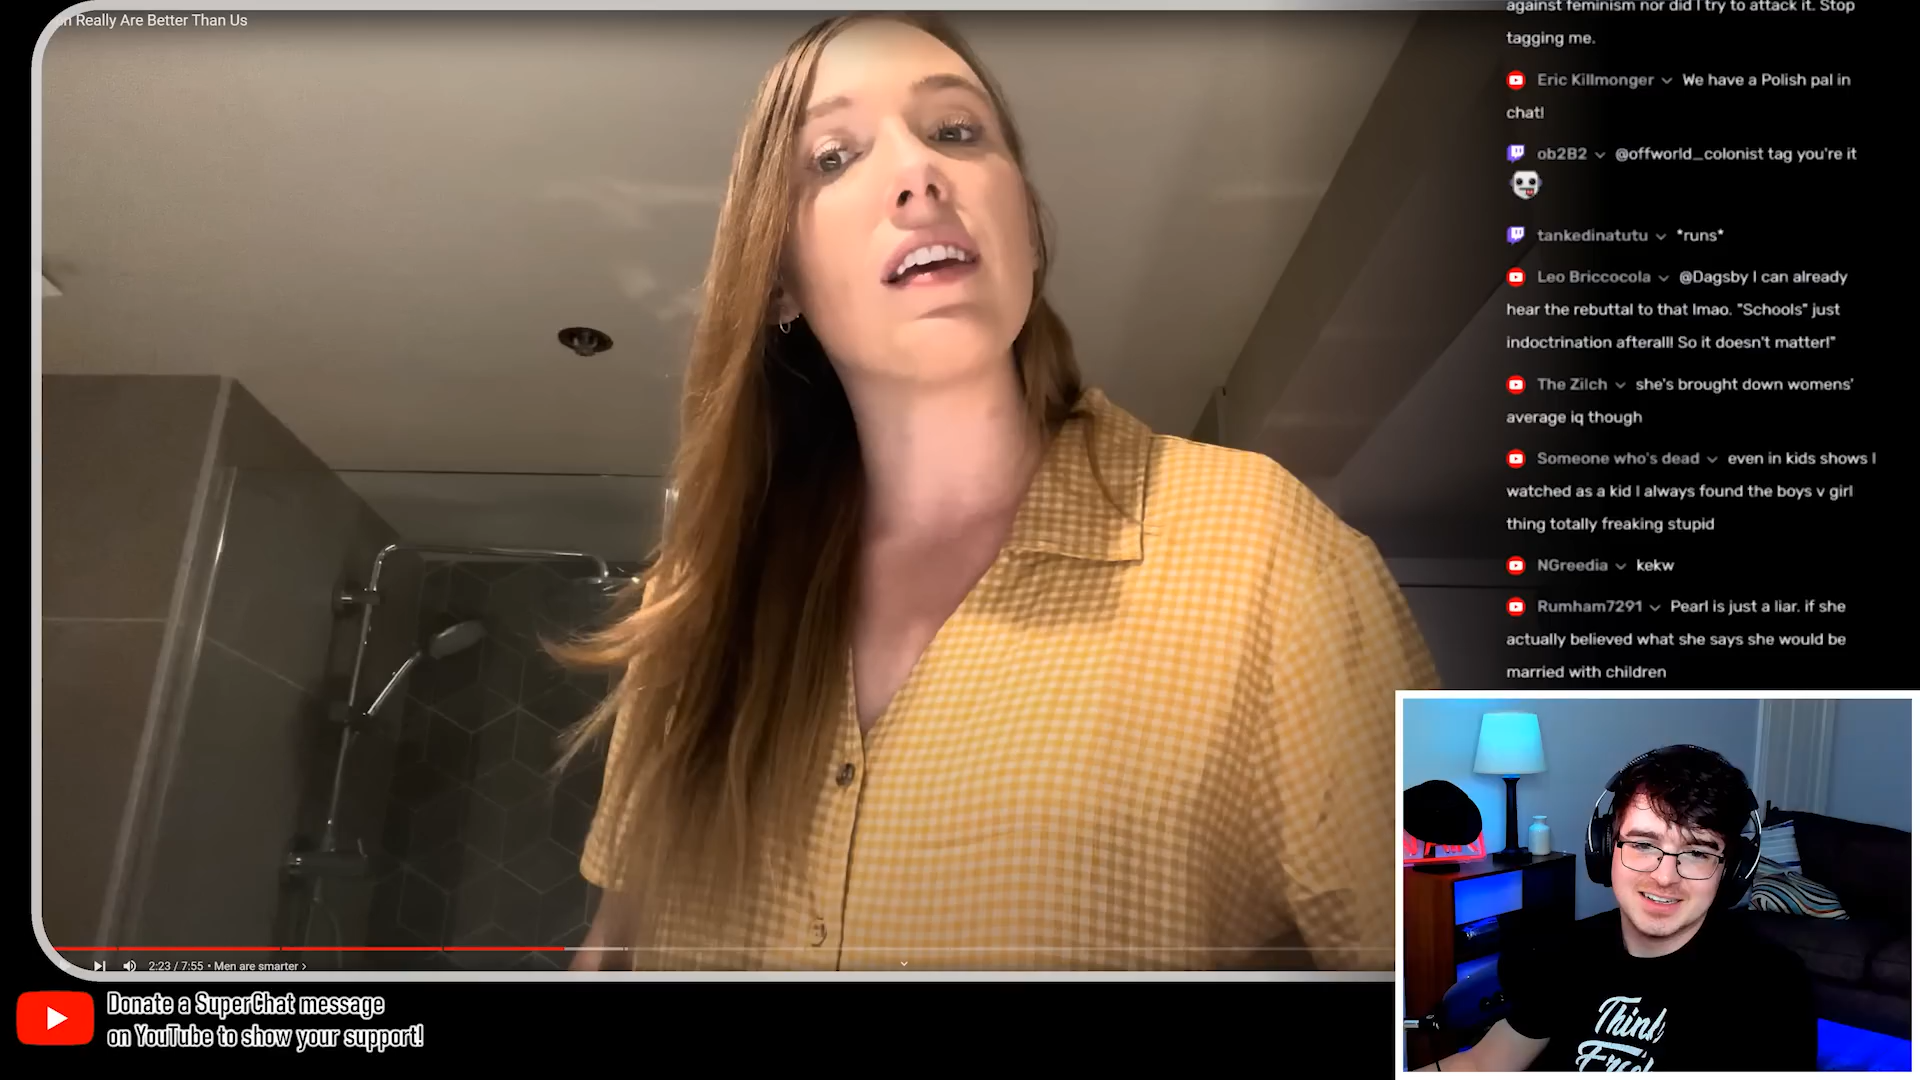 n Really Are Better Than Us
against feminism nor did I try to attack it. Stop
tagging me.
Eric Killmonger We have a Polish pal in
chat!
ob2B2 @offworld_colonist tag you're it
tankedinatutu *runs*
Leo Briccocola @Dagsby I can already
hear the rebuttal to that lmao. "Schools" just
indoctrination afterall! So it doesn't matter!"
The Zilch she's brought down womens'
average iq though
Someone who's dead even in kids shows I
watched as a kid I always found the boys v girl
thing totally freaking stupid
NGreedia kekw
Rumham7291 Pearl is just a liar. if she
actually believed what she says she would be
married with children
2:23 / 7:55 • Men are smarter ›
Donate a SuperChat message
on YouTube to show your support!
Think